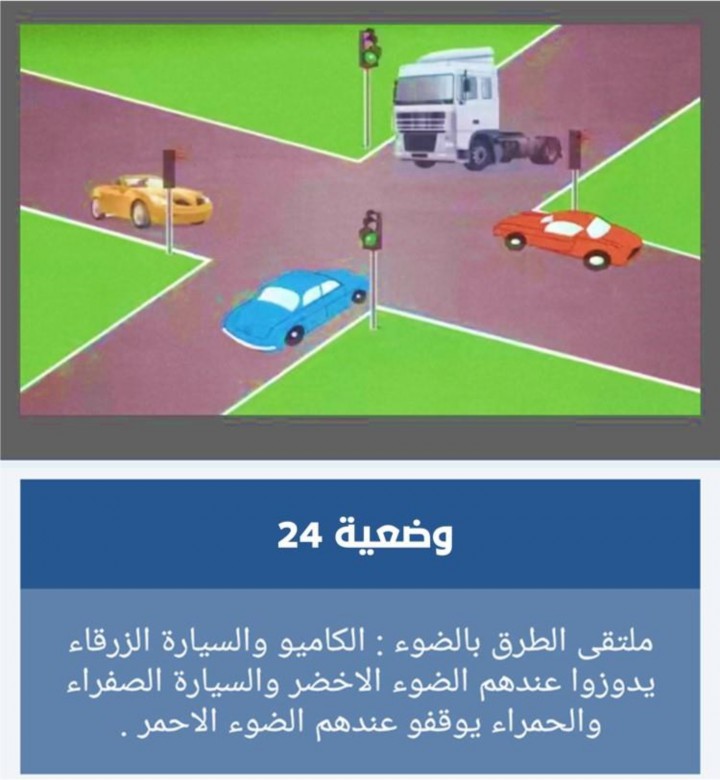 وضعية 24
ملتقى الطرق بالضوء : الكاميو والسيارة الزرقاء
يدوزوا عندهم الضوء الاخضر والسيارة الصفراء
والحمراء يوقفو عندهم الضوء الاحمر .